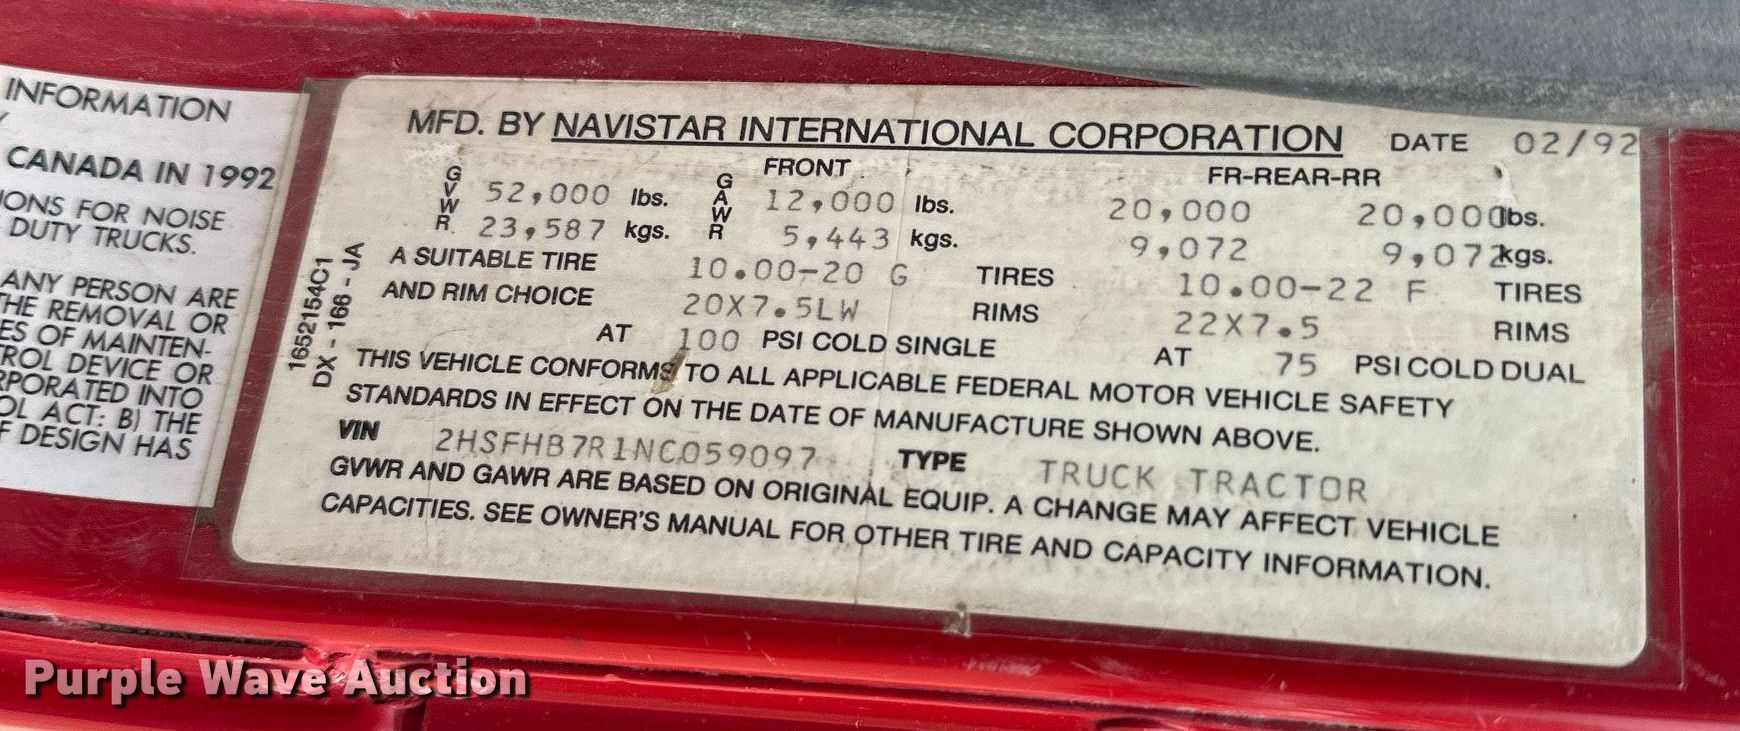 INFORMATION
CANADA IN 1992
IONS FOR NOISE
DUTY TRUCKS.
ANY PERSON ARE
THE REMOVAL OR
ES OF MAINTEN-
ROL DEVICE OR
RPORATED INTO
OL ACT: B) THE
F DESIGN HAS
1652154C1
DX - 166 - JA
MFD. BY NAVISTAR INTERNATIONAL CORPORATION DATE 02/92
FRONT FR-REAR-RR
GVWR 52,000 lbs. GAWR 12,000 lbs. 20,000 20,000 lbs.
23,587 kgs. 5,443 kgs. 9,072 9,072 kgs.
A SUITABLE TIRE 10.00-20 G TIRES 10.00-22 F TIRES
AND RIM CHOICE 20X7.5LW RIMS 22X7.5 RIMS
AT 100 PSI COLD SINGLE AT 75 PSI COLD DUAL
THIS VEHICLE CONFORMS TO ALL APPLICABLE FEDERAL MOTOR VEHICLE SAFETY
STANDARDS IN EFFECT ON THE DATE OF MANUFACTURE SHOWN ABOVE.
VIN 2HSFHB7R1NC059097 TYPE TRUCK TRACTOR
GVWR AND GAWR ARE BASED ON ORIGINAL EQUIP. A CHANGE MAY AFFECT VEHICLE
CAPACITIES. SEE OWNER'S MANUAL FOR OTHER TIRE AND CAPACITY INFORMATION.
Purple Wave Auction